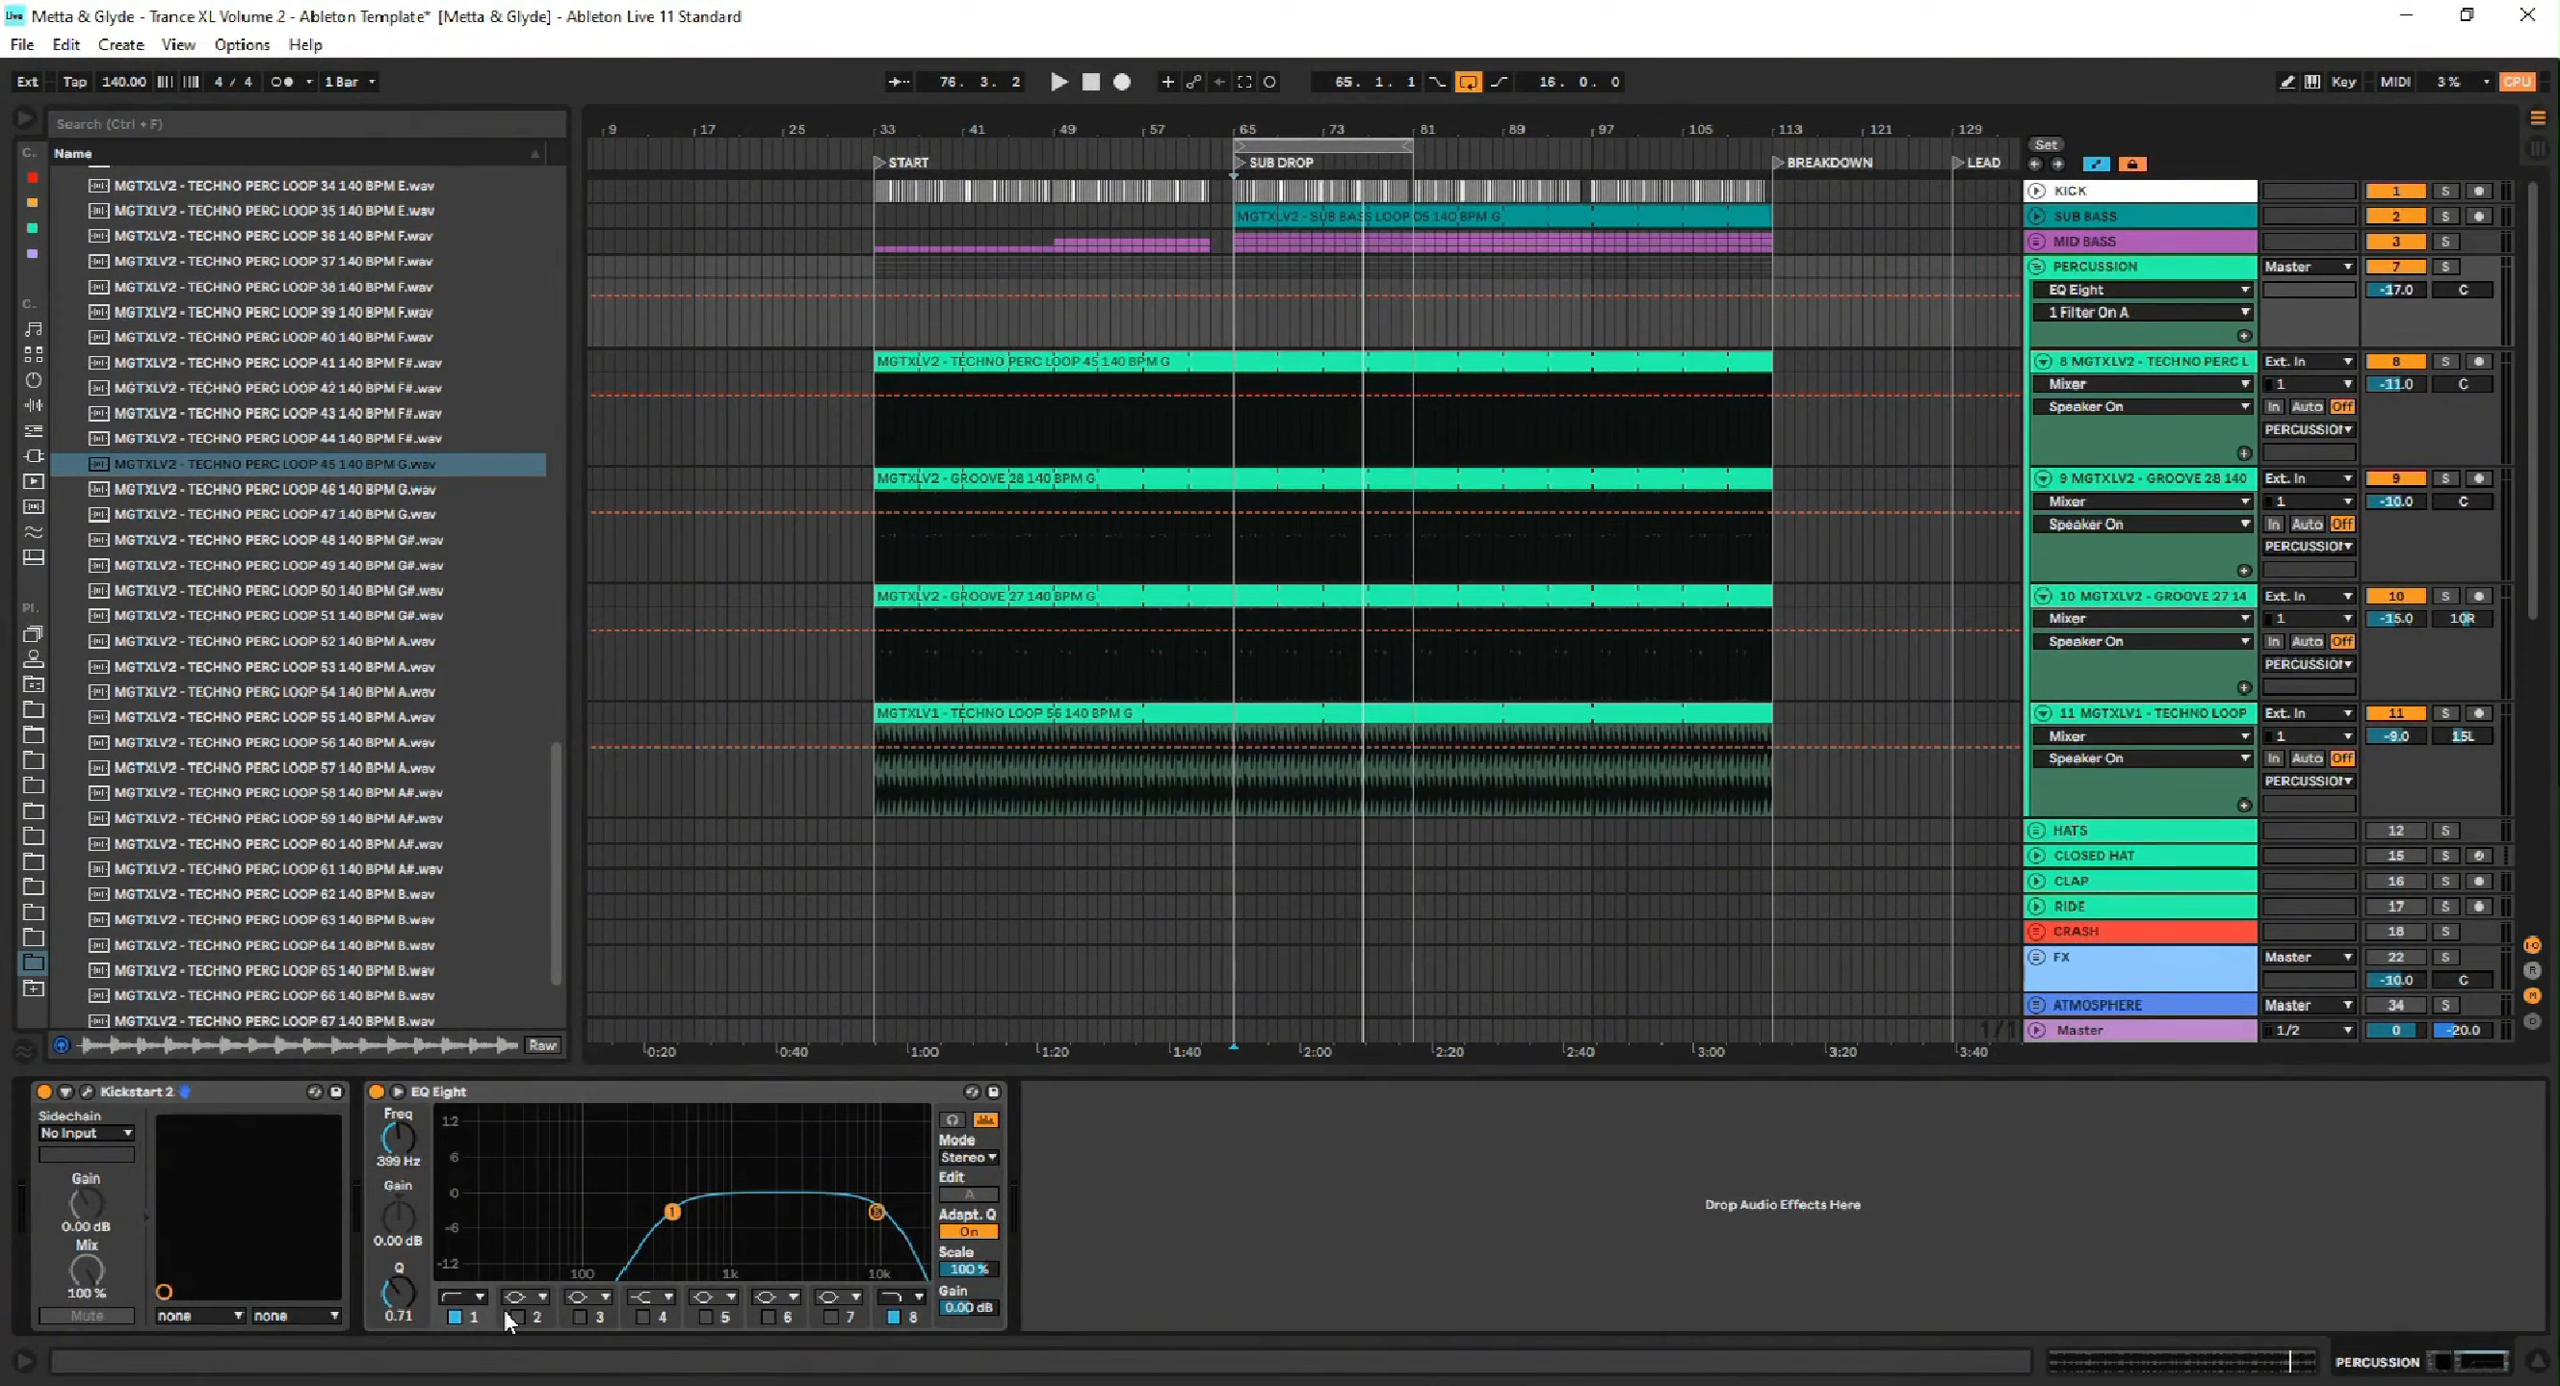 Metta & Glyde - Trance XL Volume 2 - Ableton Template* [Metta & Glyde] - Ableton Live 11 Standard
File Edit Create View Options Help
Ext Tap 140.00 4 / 4 1 Bar 76. 3. 2 65. 1. 1 16. 0. 0 Key MIDI 3 % CPU
Search (Ctrl + F)
Name
MGTXLV2 - TECHNO PERC LOOP 34 140 BPM E.wav
MGTXLV2 - TECHNO PERC LOOP 35 140 BPM E.wav
MGTXLV2 - TECHNO PERC LOOP 36 140 BPM F.wav
MGTXLV2 - TECHNO PERC LOOP 37 140 BPM F.wav
MGTXLV2 - TECHNO PERC LOOP 38 140 BPM F.wav
MGTXLV2 - TECHNO PERC LOOP 39 140 BPM F.wav
MGTXLV2 - TECHNO PERC LOOP 40 140 BPM F.wav
MGTXLV2 - TECHNO PERC LOOP 41 140 BPM F#.wav
MGTXLV2 - TECHNO PERC LOOP 42 140 BPM F#.wav
MGTXLV2 - TECHNO PERC LOOP 43 140 BPM F#.wav
MGTXLV2 - TECHNO PERC LOOP 44 140 BPM F#.wav
MGTXLV2 - TECHNO PERC LOOP 45 140 BPM G.wav
MGTXLV2 - TECHNO PERC LOOP 46 140 BPM G.wav
MGTXLV2 - TECHNO PERC LOOP 47 140 BPM G.wav
MGTXLV2 - TECHNO PERC LOOP 48 140 BPM G#.wav
MGTXLV2 - TECHNO PERC LOOP 49 140 BPM G#.wav
MGTXLV2 - TECHNO PERC LOOP 50 140 BPM G#.wav
MGTXLV2 - TECHNO PERC LOOP 51 140 BPM G#.wav
MGTXLV2 - TECHNO PERC LOOP 52 140 BPM A.wav
MGTXLV2 - TECHNO PERC LOOP 53 140 BPM A.wav
MGTXLV2 - TECHNO PERC LOOP 54 140 BPM A.wav
MGTXLV2 - TECHNO PERC LOOP 55 140 BPM A.wav
MGTXLV2 - TECHNO PERC LOOP 56 140 BPM A.wav
MGTXLV2 - TECHNO PERC LOOP 57 140 BPM A.wav
MGTXLV2 - TECHNO PERC LOOP 58 140 BPM A#.wav
MGTXLV2 - TECHNO PERC LOOP 59 140 BPM A#.wav
MGTXLV2 - TECHNO PERC LOOP 60 140 BPM A#.wav
MGTXLV2 - TECHNO PERC LOOP 61 140 BPM A#.wav
MGTXLV2 - TECHNO PERC LOOP 62 140 BPM B.wav
MGTXLV2 - TECHNO PERC LOOP 63 140 BPM B.wav
MGTXLV2 - TECHNO PERC LOOP 64 140 BPM B.wav
MGTXLV2 - TECHNO PERC LOOP 65 140 BPM B.wav
MGTXLV2 - TECHNO PERC LOOP 66 140 BPM B.wav
MGTXLV2 - TECHNO PERC LOOP 67 140 BPM B.wav
Raw
9 17 25 33 41 49 57 65 73 81 89 97 105 113 121 129
START SUB DROP BREAKDOWN LEAD
Set
MGTXLV2 - SUB BASS LOOP 05 140 BPM G
MGTXLV2 - TECHNO PERC LOOP 45 140 BPM G
MGTXLV2 - GROOVE 28 140 BPM G
MGTXLV2 - GROOVE 27 140 BPM G
MGTXLV1 - TECHNO LOOP 56 140 BPM G
1/1
0:20 0:40 1:00 1:20 1:40 2:00 2:20 2:40 3:00 3:20 3:40
KICK 1 S
SUB BASS 2 S
MID BASS 3 S
PERCUSSION Master 7 S
EQ Eight -17.0 C
1 Filter On A
8 MGTXLV2 - TECHNO PERC L Ext. In 8 S
Mixer 1 -11.0 C
Speaker On In Auto Off
PERCUSSION
9 MGTXLV2 - GROOVE 28 140 Ext. In 9 S
Mixer 1 -10.0 C
Speaker On In Auto Off
PERCUSSION
10 MGTXLV2 - GROOVE 27 14 Ext. In 10 S
Mixer 1 -15.0 10R
Speaker On In Auto Off
PERCUSSION
11 MGTXLV1 - TECHNO LOOP Ext. In 11 S
Mixer 1 -9.0 15L
Speaker On In Auto Off
PERCUSSION
HATS 12 S
CLOSED HAT 15 S
CLAP 16 S
RIDE 17 S
CRASH 18 S
FX Master 22 S
-10.0 C
ATMOSPHERE Master 34 S
Master 1/2 0 -20.0
Kickstart 2
Sidechain
No Input
Gain
0.00 dB
Mix
100 %
Mute none none
EQ Eight
Freq
399 Hz
Gain
0.00 dB
Q
0.71
12
6
0
-6
-12
100 1k 10k
1 8
1 2 3 4 5 6 7 8
Mode
Stereo
Edit
A
Adapt. Q
On
Scale
100 %
Gain
0.00 dB
Drop Audio Effects Here
PERCUSSION